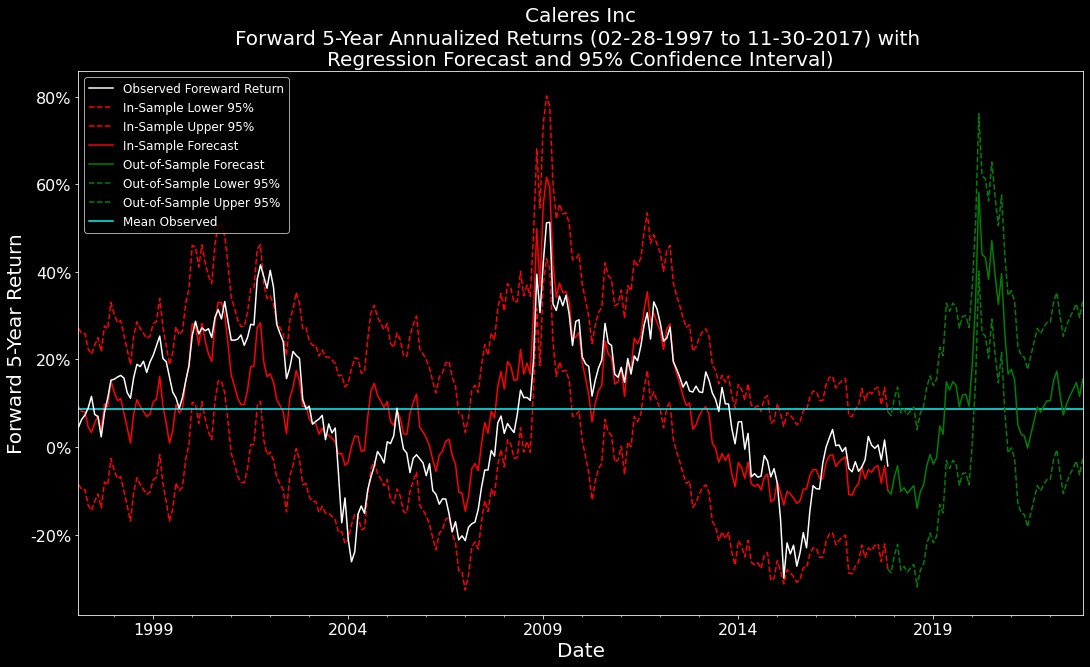 Caleres Inc
Forward 5-Year Annualized Returns (02-28-1997 to 11-30-2017) with
Regression Forecast and 95% Confidence Interval)
Observed Foreward Return
In-Sample Lower 95%
In-Sample Upper 95%
In-Sample Forecast
Out-of-Sample Forecast
Out-of-Sample Lower 95%
Out-of-Sample Upper 95%
Mean Observed
Forward 5-Year Return
80%
60%
40%
20%
0%
-20%
1999
2004
2009
2014
2019
Date